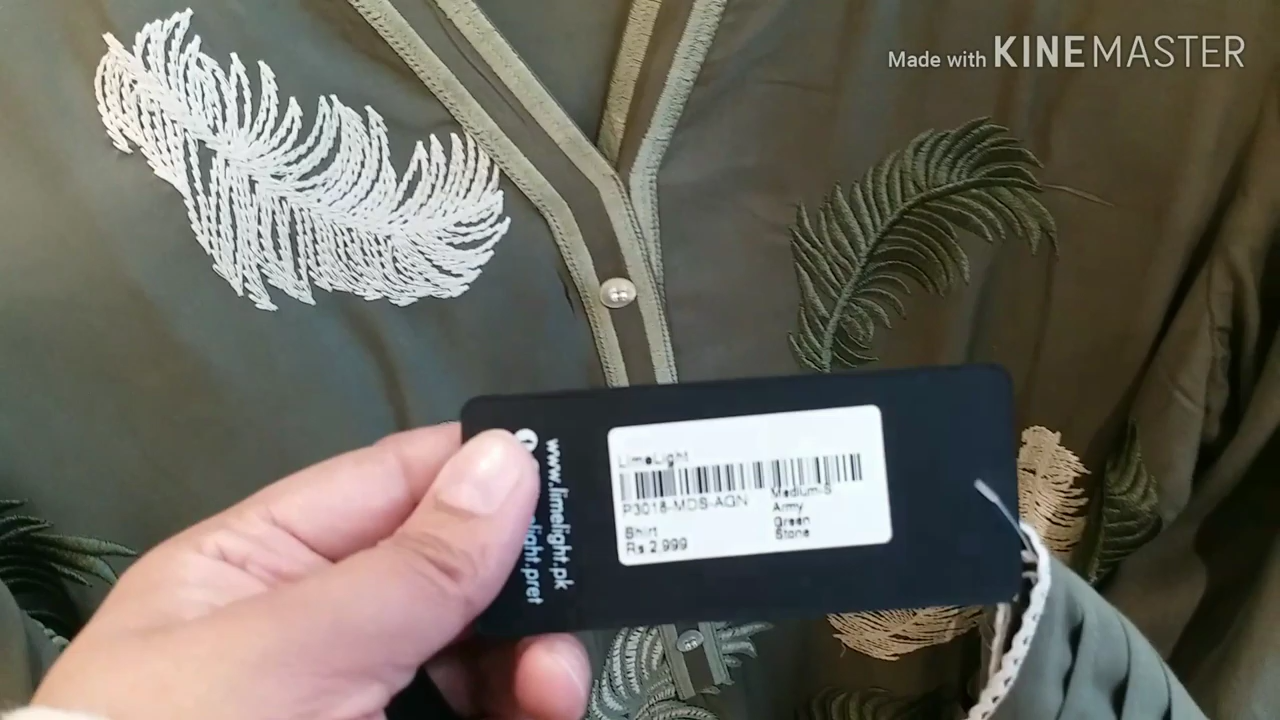 Made with KINEMASTER
LimeLight
P3018-MDS-AGN
Medium-S
Army
Green
Stone
Shirt
Rs 2,999
www.limelight.pk
elight.pret